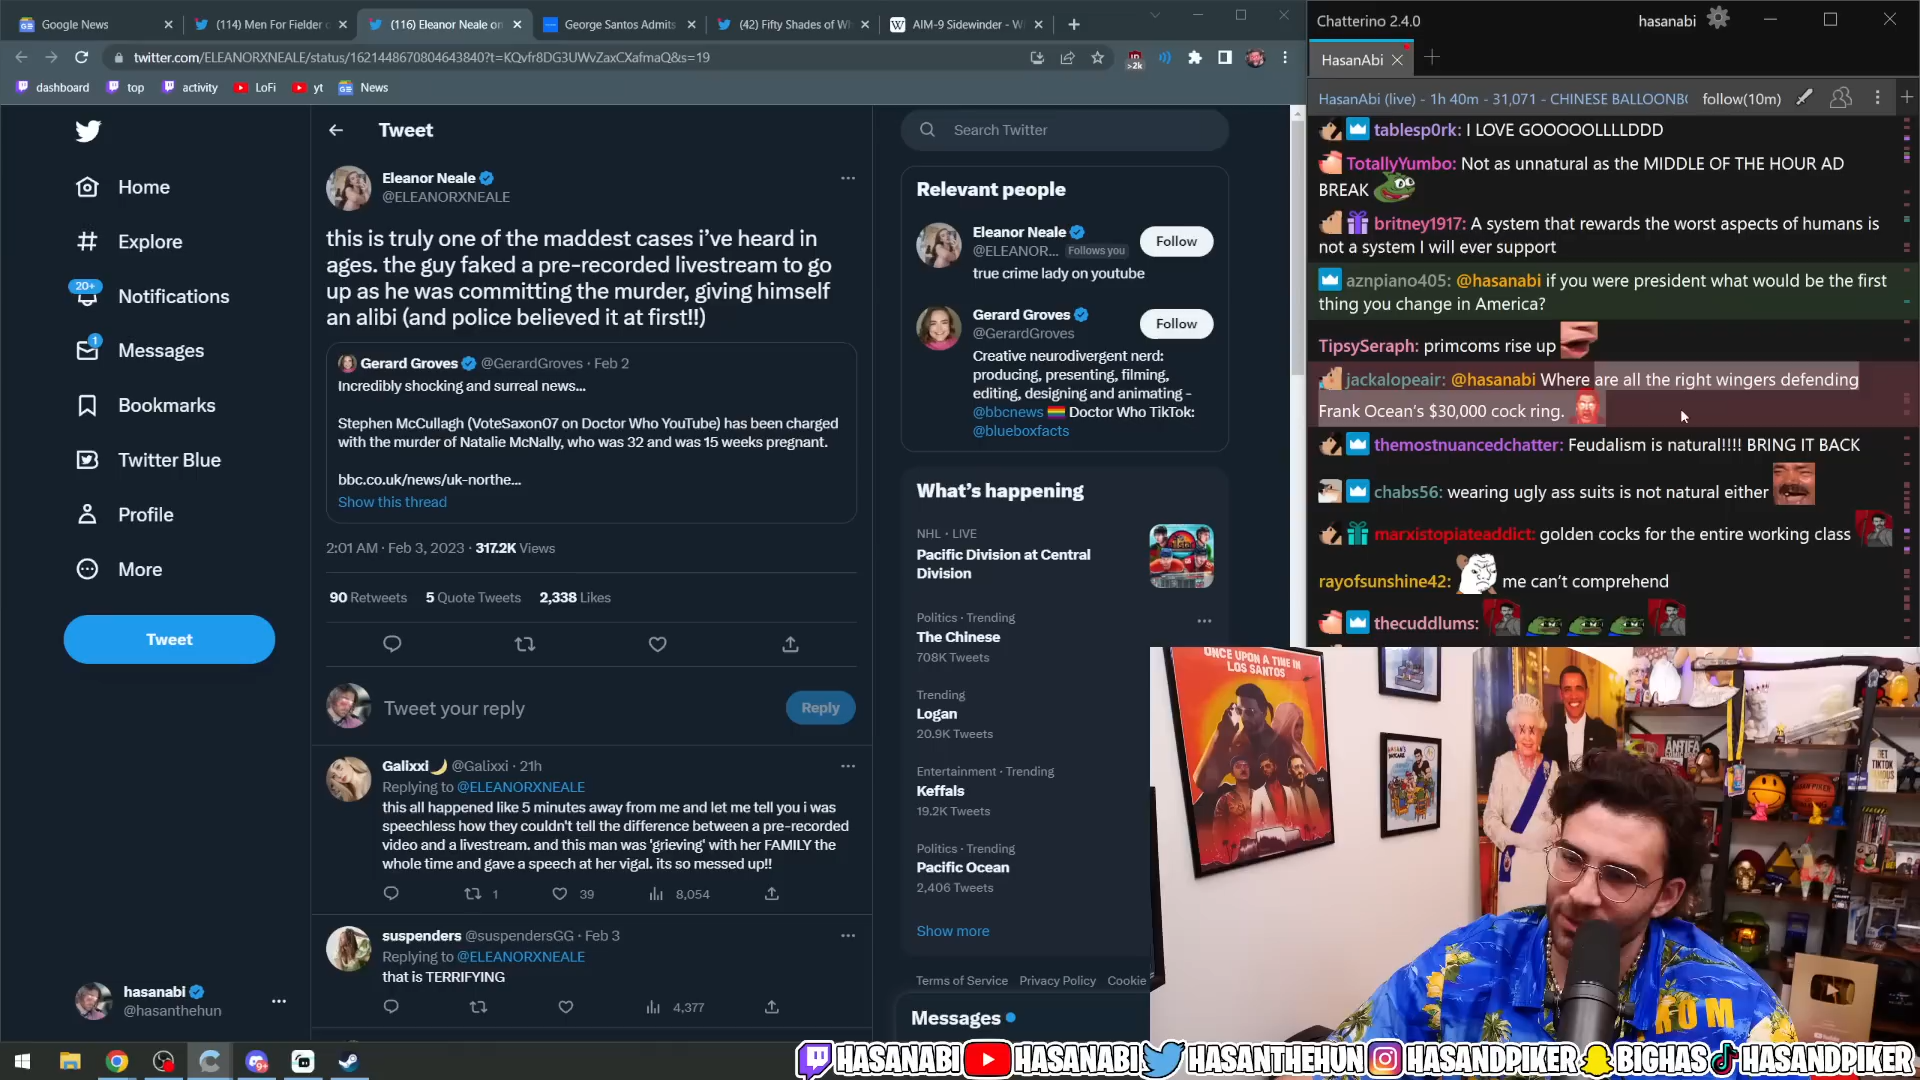 Google News
(114) Men For Fielder
(116) Eleanor Neale on
George Santos Admits
(42) Fifty Shades of W
AIM-9 Sidewinder - W
twitter.com/ELEANORXNEALE/status/1621448670804643840?t=KQvfr8DG3UWvZaxCXafmaQ&s=19
>2k
dashboard
top
activity
LoFi
yt
News
Home
Explore
20+
Notifications
1
Messages
Bookmarks
Twitter Blue
Profile
More
Tweet
hasanabi
@hasanthehun
Tweet
Eleanor Neale
@ELEANORXNEALE
this is truly one of the maddest cases i’ve heard in
ages. the guy faked a pre-recorded livestream to go
up as he was committing the murder, giving himself
an alibi (and police believed it at first!!)
Gerard Groves @GerardGroves · Feb 2
Incredibly shocking and surreal news...
Stephen McCullagh (VoteSaxon07 on Doctor Who YouTube) has been charged
with the murder of Natalie McNally, who was 32 and was 15 weeks pregnant.
bbc.co.uk/news/uk-northe...
Show this thread
2:01 AM · Feb 3, 2023 · 317.2K Views
90 Retweets 5 Quote Tweets 2,338 Likes
Tweet your reply
Reply
Galixxi @Galixxi · 21h
Replying to @ELEANORXNEALE
this all happened like 5 minutes away from me and let me tell you i was
speechless how they couldn't tell the difference between a pre-recorded
video and a livestream. and this man was 'grieving' with her FAMILY the
whole time and gave a speech at her vigal. its so messed up!!
1
39
8,054
suspenders @suspendersGG · Feb 3
Replying to @ELEANORXNEALE
that is TERRIFYING
4,377
Search Twitter
Relevant people
Eleanor Neale
@ELEANOR... Follows you
Follow
true crime lady on youtube
Gerard Groves
@GerardGroves
Follow
Creative neurodivergent nerd:
producing, presenting, filming,
editing, designing and animating -
@bbcnews Doctor Who TikTok:
@blueboxfacts
What’s happening
NHL · LIVE
Pacific Division at Central
Division
Politics · Trending
The Chinese
708K Tweets
Trending
Logan
20.9K Tweets
Entertainment · Trending
Keffals
19.2K Tweets
Politics · Trending
Pacific Ocean
2,406 Tweets
Show more
Terms of Service Privacy Policy Cookie
Messages
Chatterino 2.4.0
hasanabi
HasanAbi
HasanAbi (live) - 1h 40m - 31,071 - CHINESE BALLOONB
follow(10m)
tablesp0rk: I LOVE GOOOOOLLLLDDD
TotallyYumbo: Not as unnatural as the MIDDLE OF THE HOUR AD
BREAK
britney1917: A system that rewards the worst aspects of humans is
not a system I will ever support
aznpiano405: @hasanabi if you were president what would be the first
thing you change in America?
TipsySeraph: primcoms rise up
jackalopeair: @hasanabi Where are all the right wingers defending
Frank Ocean’s $30,000 cock ring.
themostnuancedchatter: Feudalism is natural!!!! BRING IT BACK
chabs56: wearing ugly ass suits is not natural either
marxistopiateaddict: golden cocks for the entire working class
rayofsunshine42: me can’t comprehend
thecuddlums:
ONCE UPON A TIME IN
LOS SANTOS
ANTIFA
HASANABI
HASANABI
HASANTHEHUN
HASANDPIKER
BIGHAS
HASANDPIKER